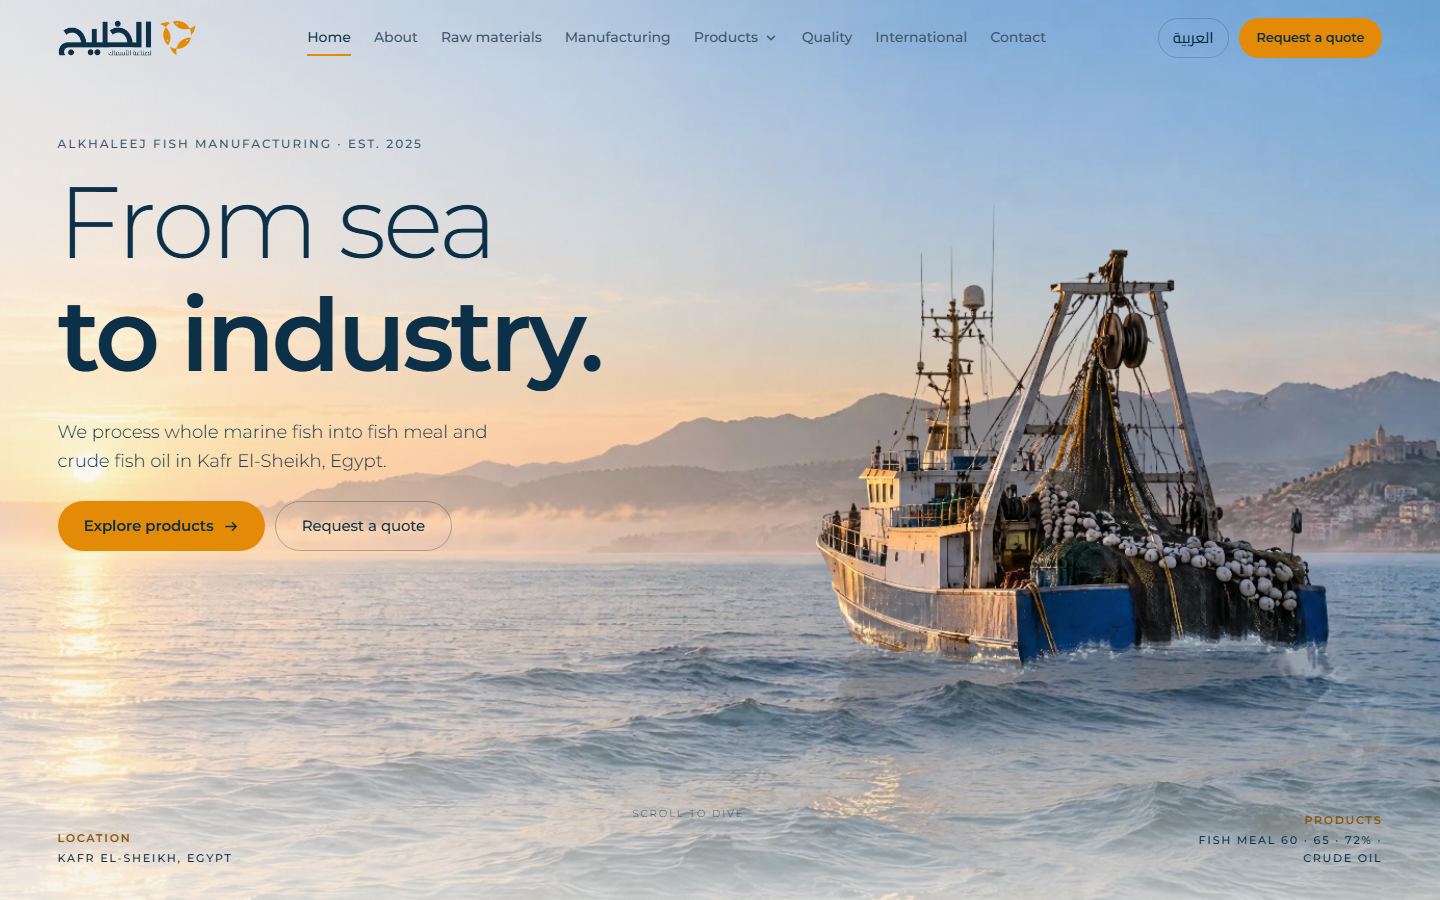 الخليج
لصناعة الأسماك
Home
About
Raw materials
Manufacturing
Products
Quality
International
Contact
العربية
Request a quote
ALKHALEEJ FISH MANUFACTURING · EST. 2025
From sea
to industry.
We process whole marine fish into fish meal and
crude fish oil in Kafr El-Sheikh, Egypt.
Explore products →
Request a quote
SCROLL TO DIVE
LOCATION
KAFR EL-SHEIKH, EGYPT
PRODUCTS
FISH MEAL 60 · 65 · 72% ·
CRUDE OIL